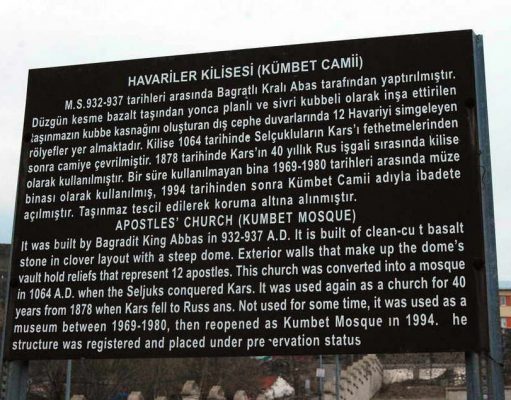 HAVARİLER KİLİSESİ (KÜMBET CAMİİ)
M.S.932-937 tarihleri arasında Bagratlı Kralı Abas tarafından yaptırılmıştır.
Düzgün kesme bazalt taşından yonca planlı ve sivri kubbeli olarak inşa ettirilen
taşınmazın kubbe kasnağını oluşturan dış cephe duvarlarında 12 Havariyi simgeleyen
rölyefler yer almaktadır. Kilise 1064 tarihinde Selçukluların Kars'ı fethetmelerinden
sonra camiye çevrilmiştir. 1878 tarihinde Kars'ın 40 yıllık Rus işgali sırasında kilise
olarak kullanılmıştır. Bir süre kullanılmayan bina 1969-1980 tarihleri arasında müze
binası olarak kullanılmış, 1994 tarihinden sonra Kümbet Camii adıyla ibadete
açılmıştır. Taşınmaz tescil edilerek koruma altına alınmıştır.
APOSTLES' CHURCH (KUMBET MOSQUE)
It was built by Bagradit King Abbas in 932-937 A.D. It is built of clean-cu t basalt
stone in clover layout with a steep dome. Exterior walls that make up the dome's
vault hold reliefs that represent 12 apostles. This church was converted into a mosque
in 1064 A.D. when the Seljuks conquered Kars. It was used again as a church for 40
years from 1878 when Kars fell to Russ ans. Not used for some time, it was used as a
museum between 1969-1980, then reopened as Kumbet Mosque in 1994. he
structure was registered and placed under pre ervation status